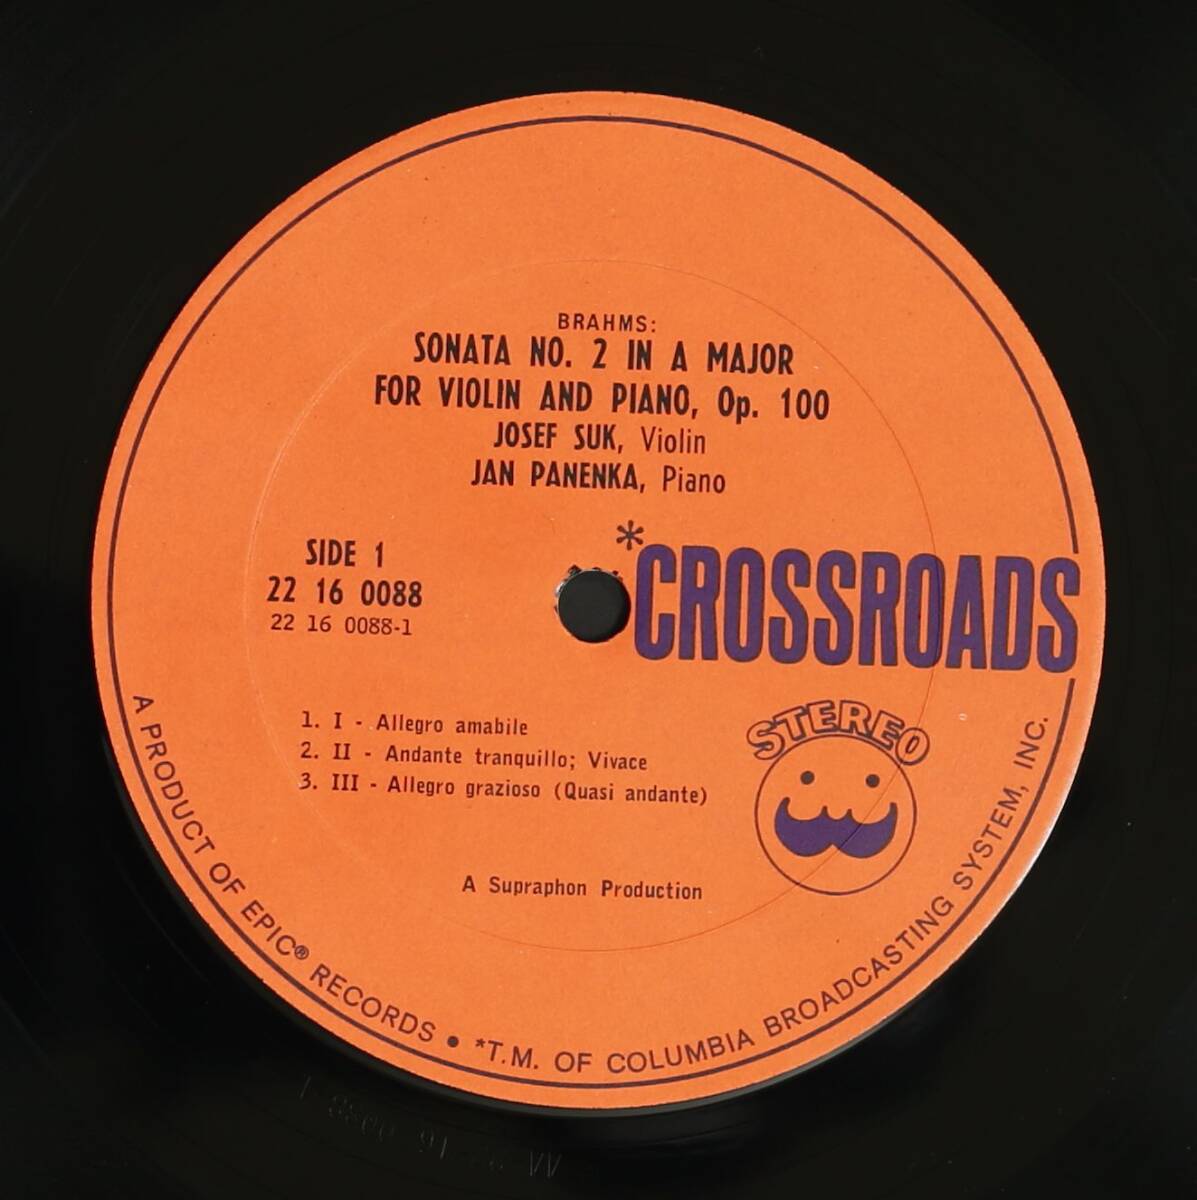 BRAHMS:
SONATA NO. 2 IN A MAJOR
FOR VIOLIN AND PIANO, Op. 100
JOSEF SUK, Violin
JAN PANENKA, Piano
SIDE 1
22 16 0088
22 16 0088-1
*CROSSROADS
1. I - Allegro amabile
2. II - Andante tranquillo; Vivace
3. III - Allegro grazioso (Quasi andante)
STEREO
A Supraphon Production
A PRODUCT OF EPIC® RECORDS • *T.M. OF COLUMBIA BROADCASTING SYSTEM, INC.